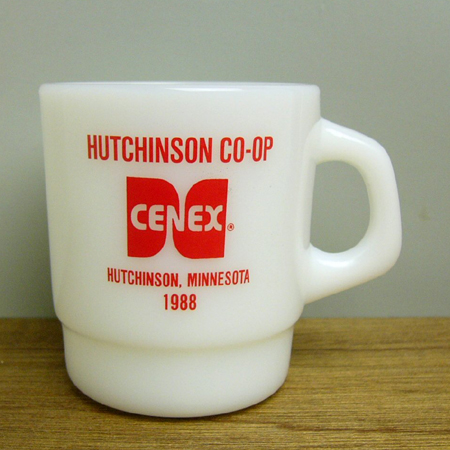 HUTCHINSON CO-OP
CENEX®
HUTCHINSON, MINNESOTA
1988